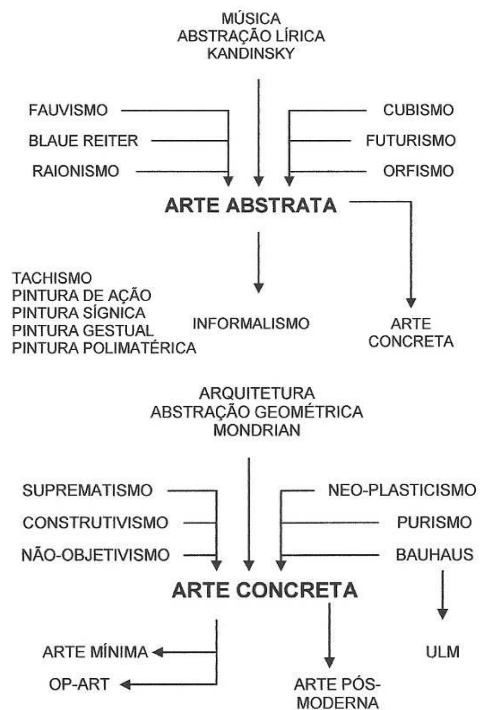 MÚSICA
ABSTRAÇÃO LÍRICA
KANDINSKY
FAUVISMO
CUBISMO
BLAUE REITER
FUTURISMO
RAIONISMO
ORFISMO
ARTE ABSTRATA
TACHISMO
PINTURA DE AÇÃO
PINTURA SÍGNICA
PINTURA GESTUAL
PINTURA POLIMATÉRICA
INFORMALISMO
ARTE
CONCRETA
ARQUITETURA
ABSTRAÇÃO GEOMÉTRICA
MONDRIAN
SUPREMATISMO
NEO-PLASTICISMO
CONSTRUTIVISMO
PURISMO
NÃO-OBJETIVISMO
BAUHAUS
ARTE CONCRETA
ARTE MÍNIMA
ULM
OP-ART
ARTE PÓS-
MODERNA